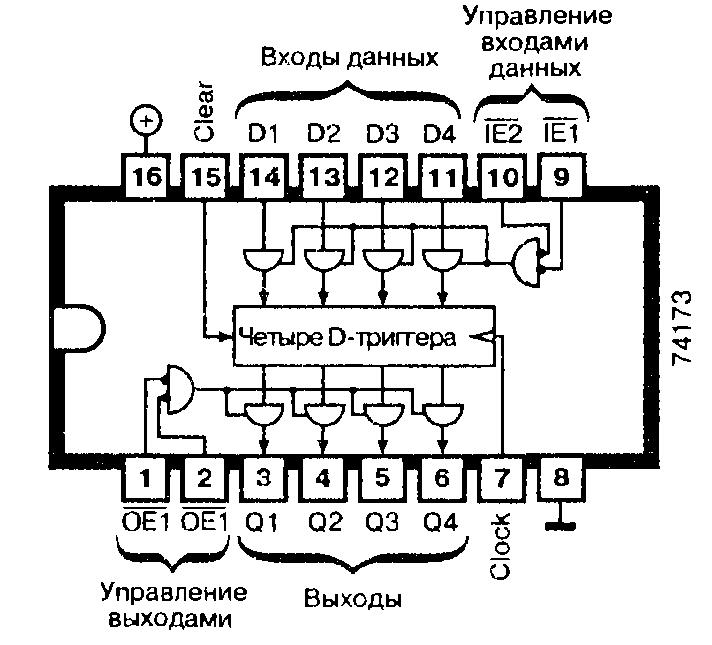 Управление
входами
данных
Входы данных
Clear
D1 D2 D3 D4 IE2 IE1
+
16 15 14 13 12 11 10 9
Четыре D-триггера
74173
1 2 3 4 5 6 7 8
OE1 OE1 Q1 Q2 Q3 Q4
Clock
Управление
выходами
Выходы